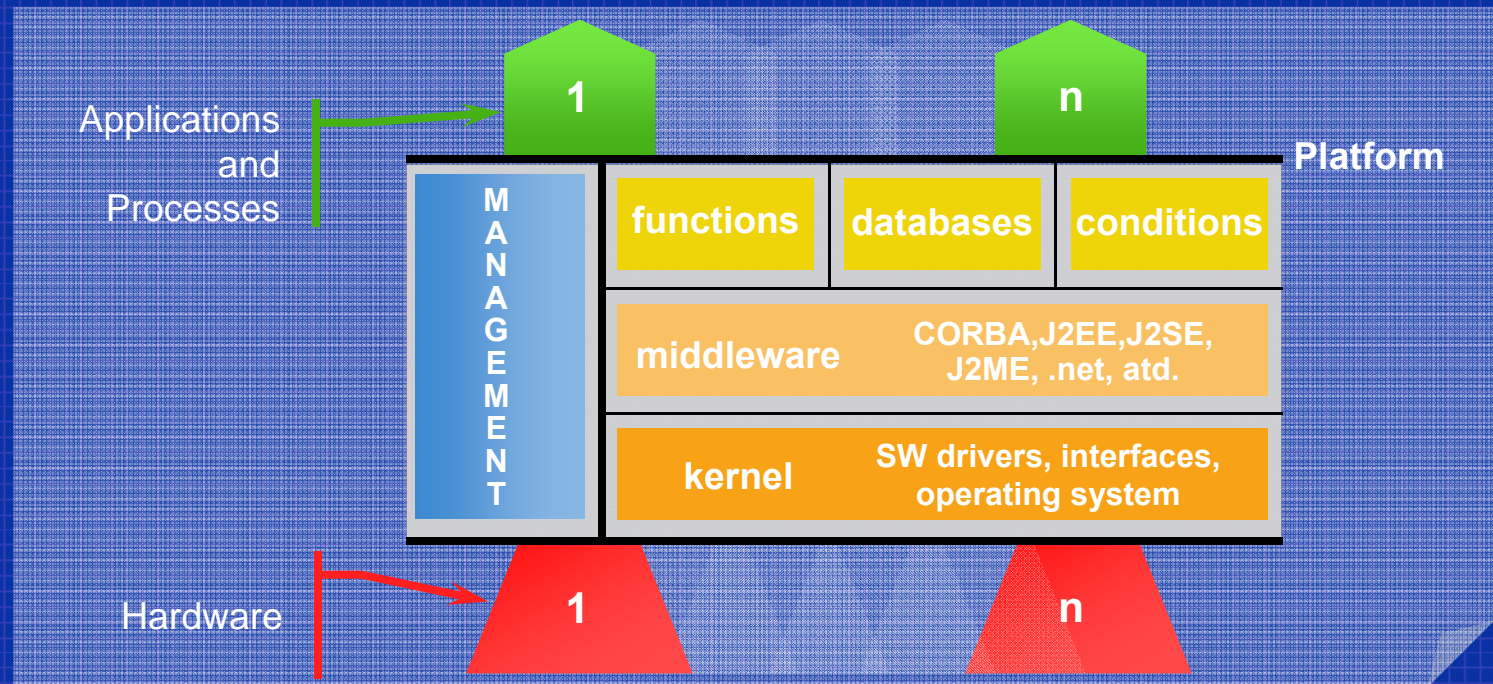 1
n
Applications
and
Processes
Platform
MANAGEMENT
functions
databases
conditions
middleware
CORBA,J2EE,J2SE,
J2ME, .net, atd.
kernel
SW drivers, interfaces,
operating system
Hardware
1
n